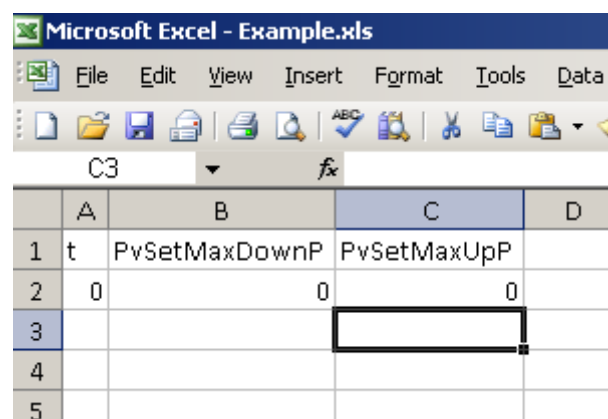 Microsoft Excel - Example.xls
File Edit View Insert Format Tools Data
ABC
C3 fx
A B C D
1 t PvSetMaxDownP PvSetMaxUpP
2 0 0 0
3
4
5